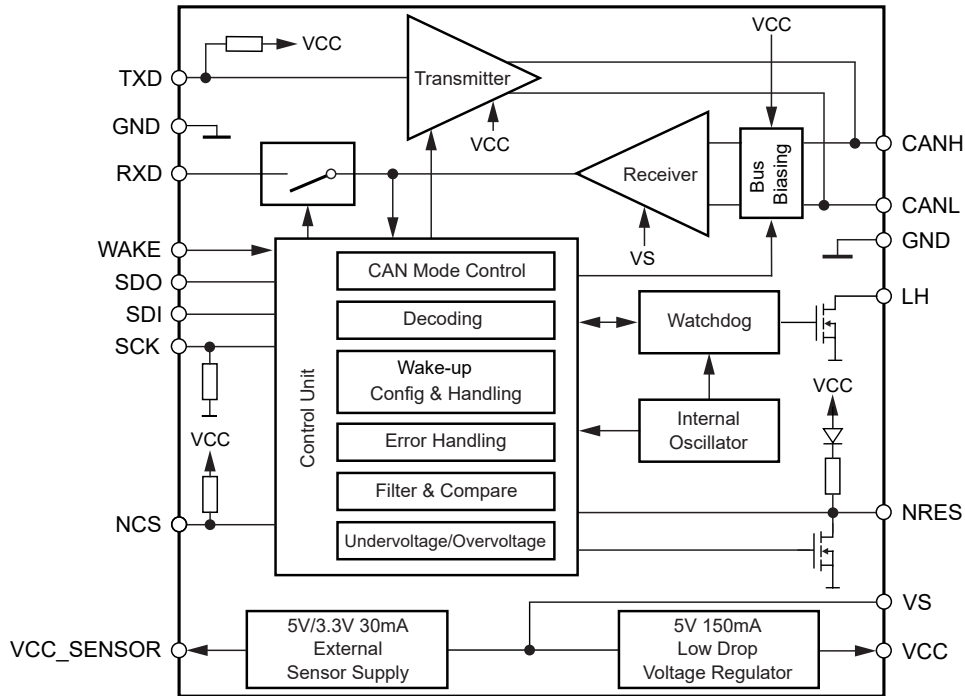 VCC
VCC
TXD
Transmitter
GND
VCC
CANH
RXD
Receiver
Bus
Biasing
CANL
WAKE
VS
GND
SDO
CAN Mode Control
LH
SDI
Decoding
Watchdog
SCK
Wake-up
Config & Handling
VCC
Control Unit
Internal
Oscillator
VCC
Error Handling
Filter & Compare
NCS
NRES
Undervoltage/Overvoltage
VS
5V/3.3V 30mA
External
Sensor Supply
5V 150mA
Low Drop
Voltage Regulator
VCC_SENSOR
VCC